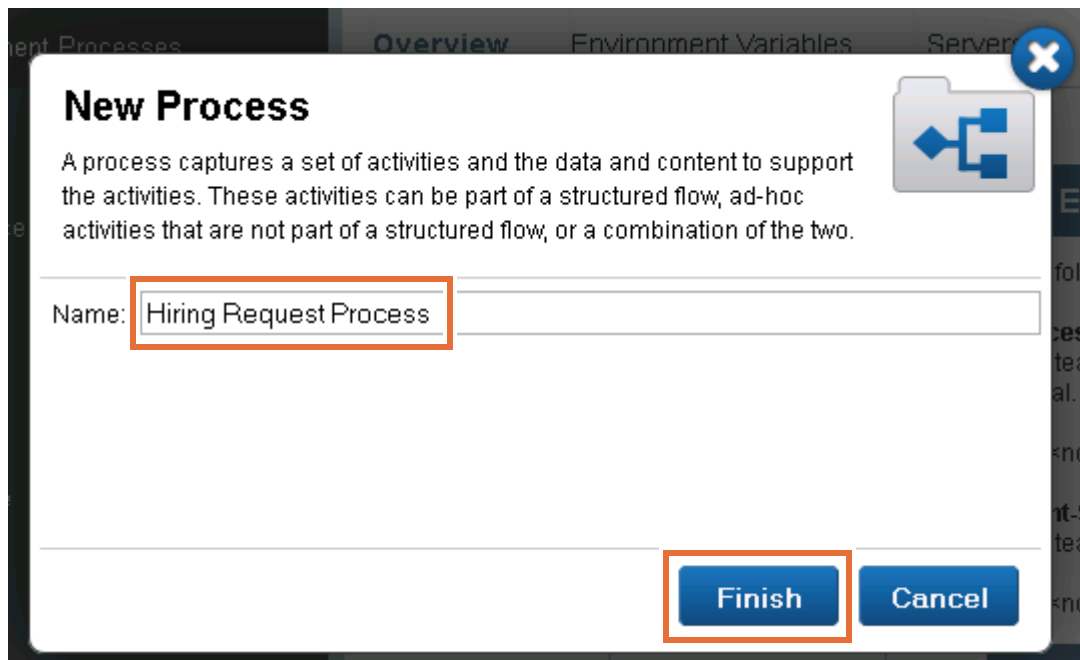 Processes
Overview
Environment Variables
New Process
A process captures a set of activities and the data and content to support
the activities. These activities can be part of a structured flow, ad-hoc
activities that are not part of a structured flow, or a combination of the two.
Name: Hiring Request Process
Finish
Cancel